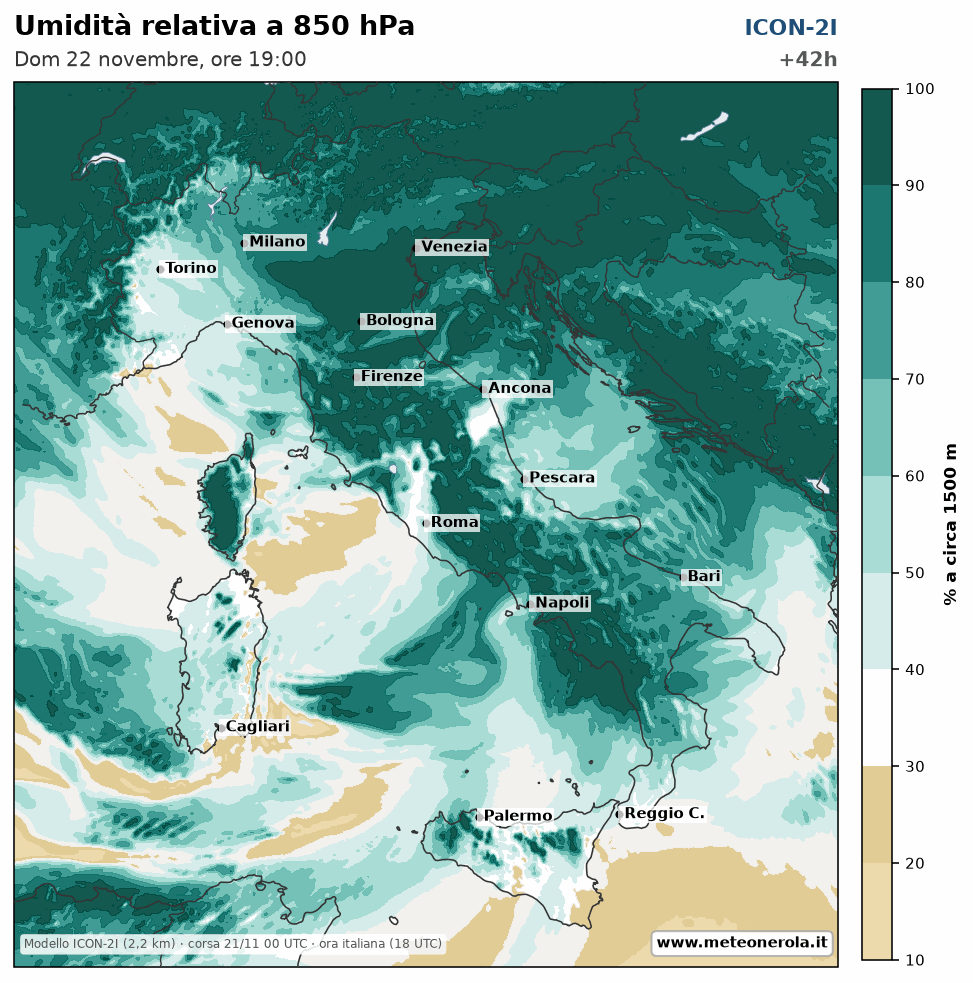 Umidità relativa a 850 hPa
ICON-2I
Dom 22 novembre, ore 19:00
+42h
100
90
80
70
60
50
40
30
20
10
% a circa 1500 m
Milano
Venezia
Torino
Genova
Bologna
Firenze
Ancona
Pescara
Roma
Bari
Napoli
Cagliari
Palermo
Reggio C.
Modello ICON-2I (2,2 km) · corsa 21/11 00 UTC · ora italiana (18 UTC)
www.meteonerola.it